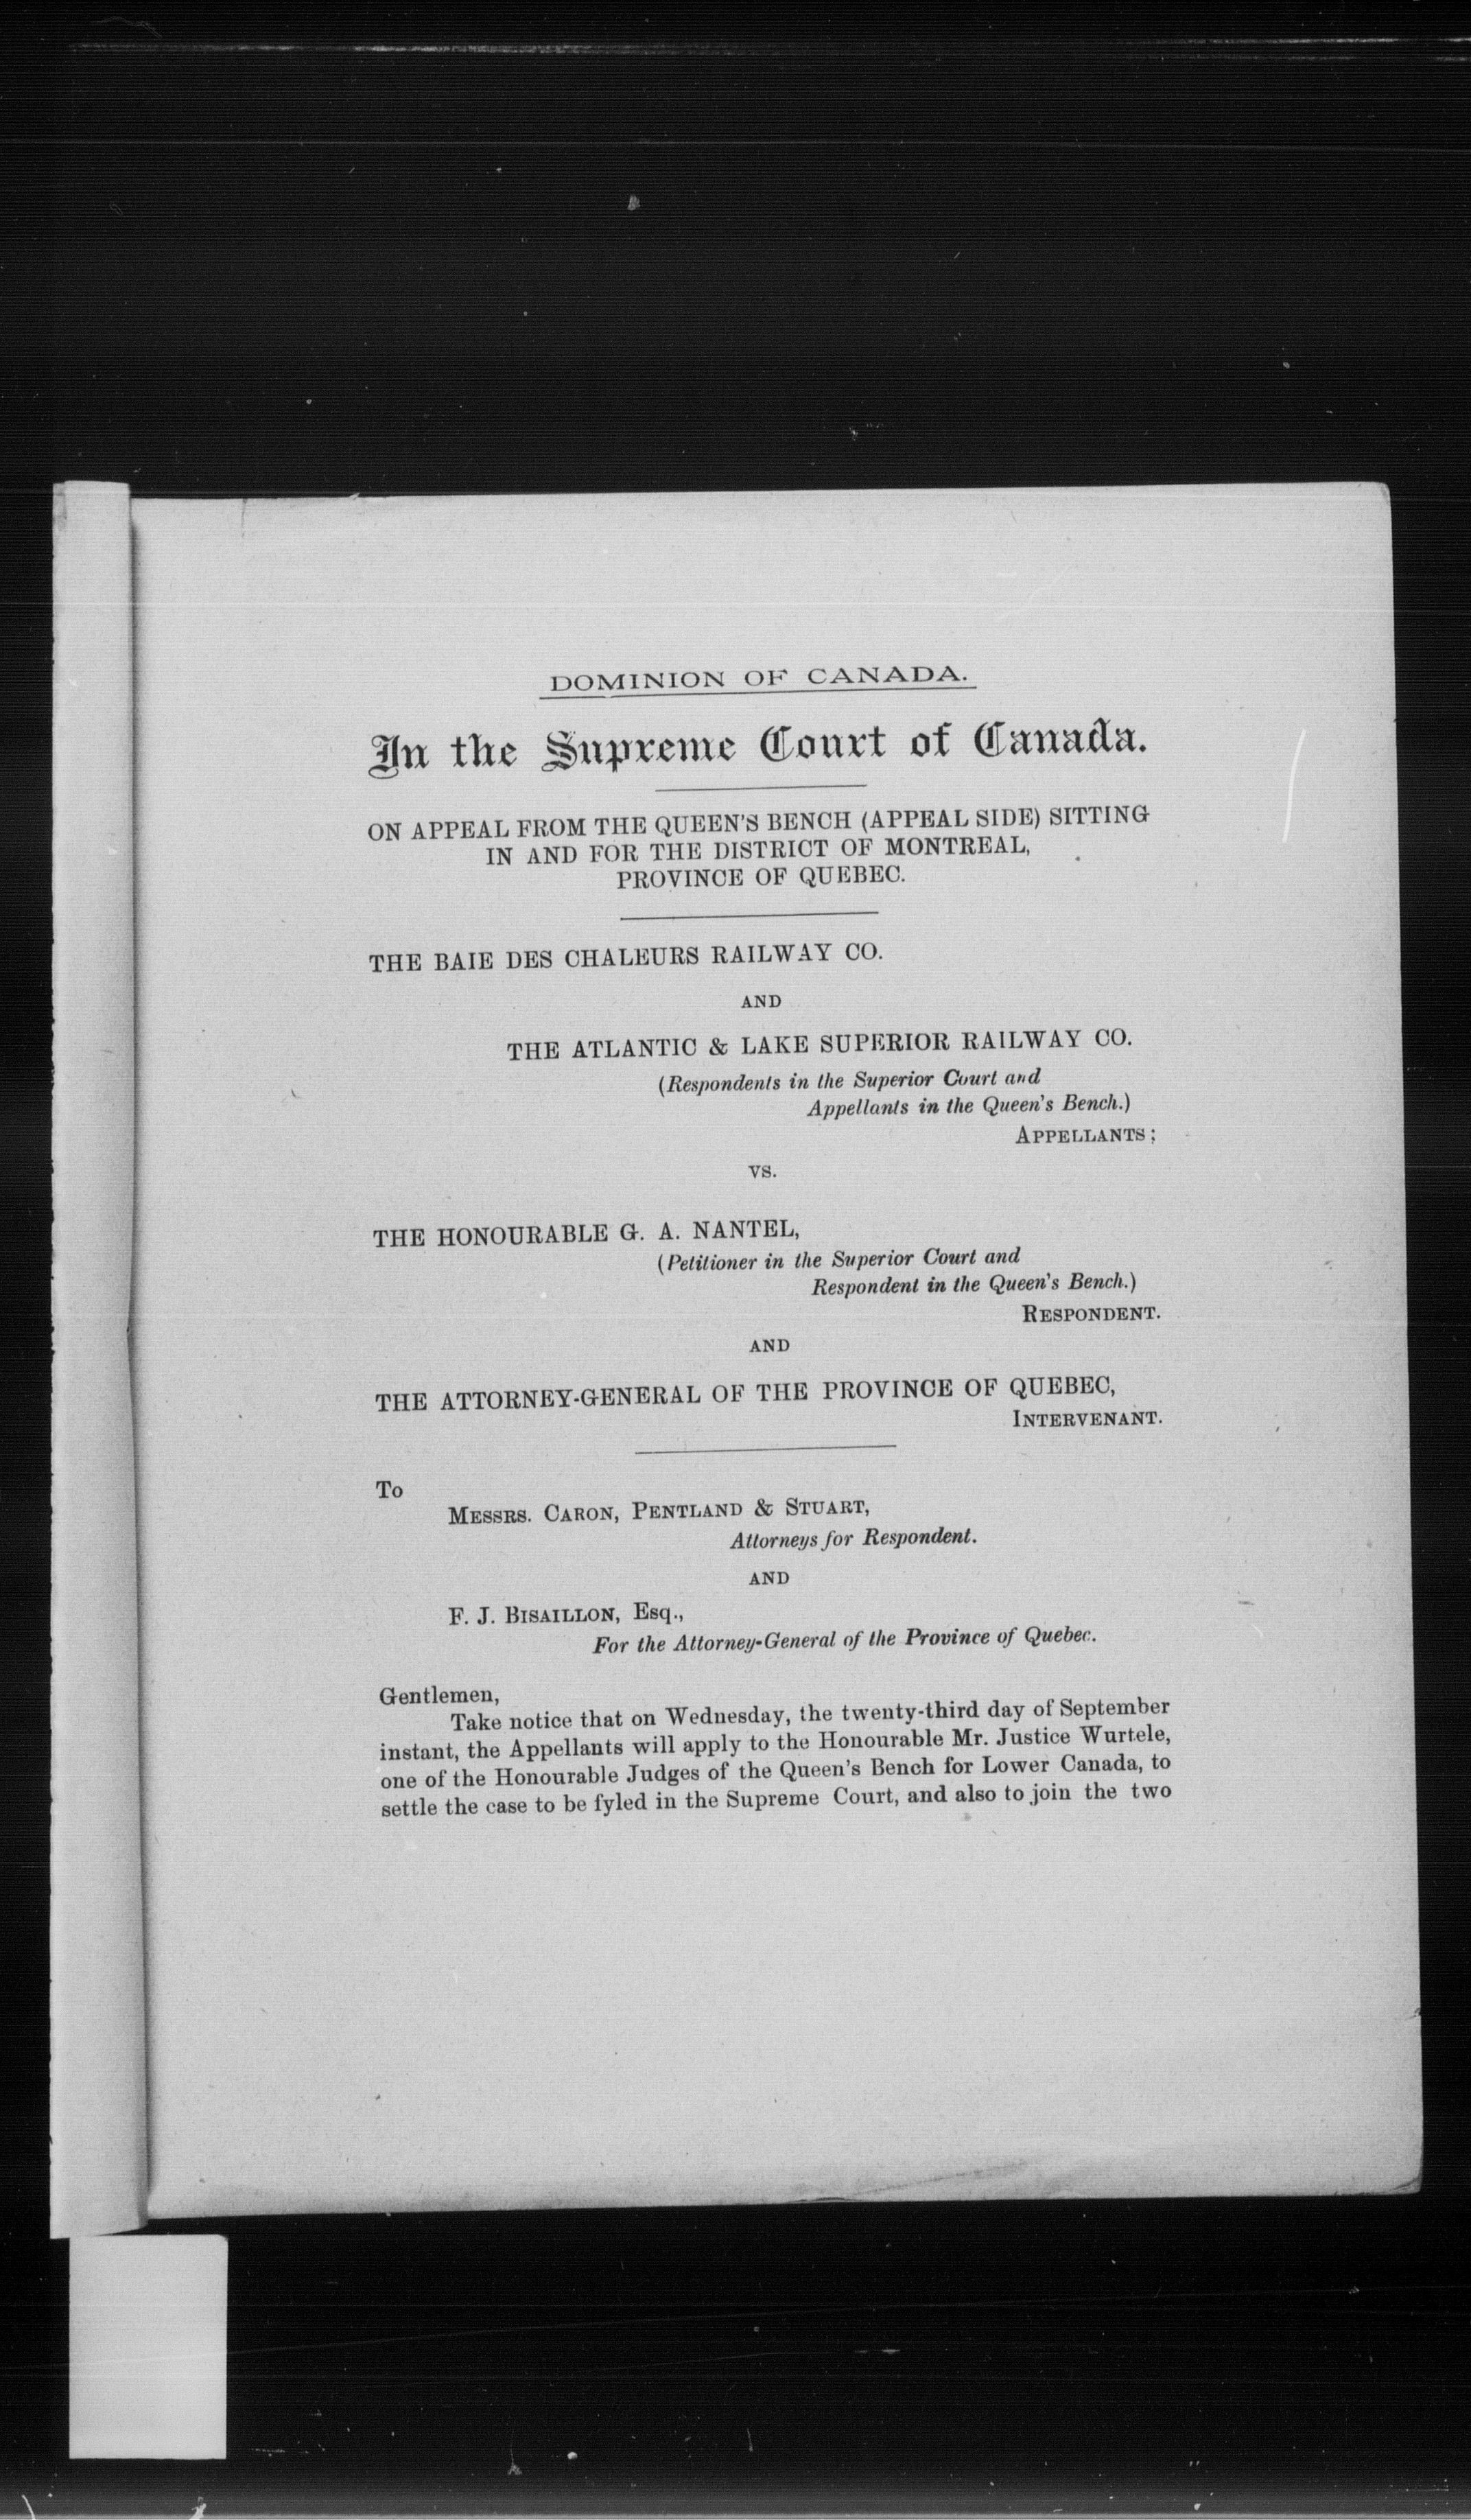 DOMINION OF CANADA.
In the Supreme Court of Canada.
ON APPEAL FROM THE QUEEN'S BENCH (APPEAL SIDE) SITTING
IN AND FOR THE DISTRICT OF MONTREAL,
PROVINCE OF QUEBEC.
THE BAIE DES CHALEURS RAILWAY CO.
AND
THE ATLANTIC & LAKE SUPERIOR RAILWAY CO.
(Respondents in the Superior Court and
Appellants in the Queen's Bench.)
APPELLANTS;
VS.
THE HONOURABLE G. A. NANTEL,
(Petitioner in the Superior Court and
Respondent in the Queen's Bench.)
RESPONDENT.
AND
THE ATTORNEY-GENERAL OF THE PROVINCE OF QUEBEC,
INTERVENANT.
To
MESSRS. CARON, PENTLAND & STUART,
Attorneys for Respondent.
AND
F. J. BISAILLON, Esq.,
For the Attorney-General of the Province of Quebec.
Gentlemen,
Take notice that on Wednesday, the twenty-third day of September
instant, the Appellants will apply to the Honourable Mr. Justice Wurtele,
one of the Honourable Judges of the Queen's Bench for Lower Canada, to
settle the case to be fyled in the Supreme Court, and also to join the two